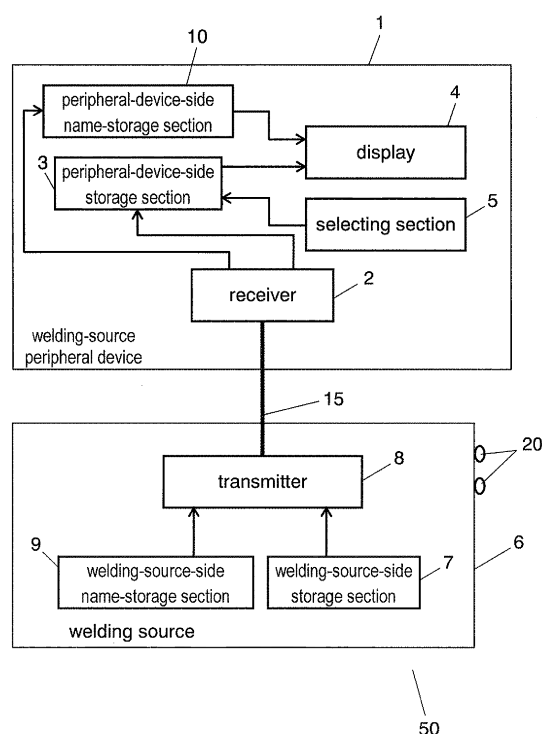 10
1
peripheral-device-side
name-storage section
4
display
3
peripheral-device-side
storage section
5
selecting section
receiver
2
welding-source
peripheral device
15
20
transmitter
8
9
6
welding-source-side
name-storage section
welding-source-side
storage section
7
welding source
50